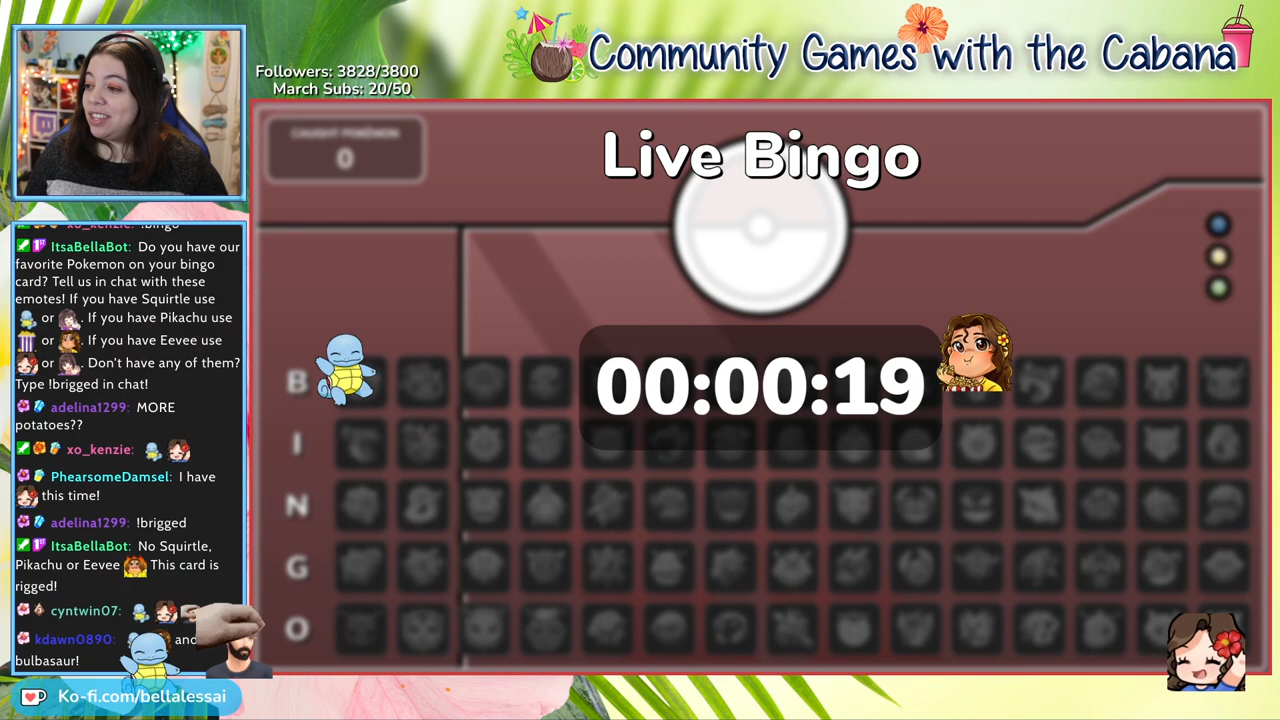 Community Games with the Cabana
Followers: 3828/3800
March Subs: 20/50
CAUGHT POKÉMON
0
Live Bingo
00:00:19
B
I
N
G
O
xo_kenzie: !bingo
ItsaBellaBot: Do you have our
favorite Pokemon on your bingo
card? Tell us in chat with these
emotes! If you have Squirtle use
or . If you have Pikachu use
or . If you have Eevee use
or . Don't have any of them?
Type !brigged in chat!
adelina1299: MORE
potatoes??
xo_kenzie:
PhearsomeDamsel: I have
this time!
adelina1299: !brigged
ItsaBellaBot: No Squirtle,
Pikachu or Eevee This card is
rigged!
cyntwin07:
kdawn0890: and
bulbasaur!
Ko-fi.com/bellalessai